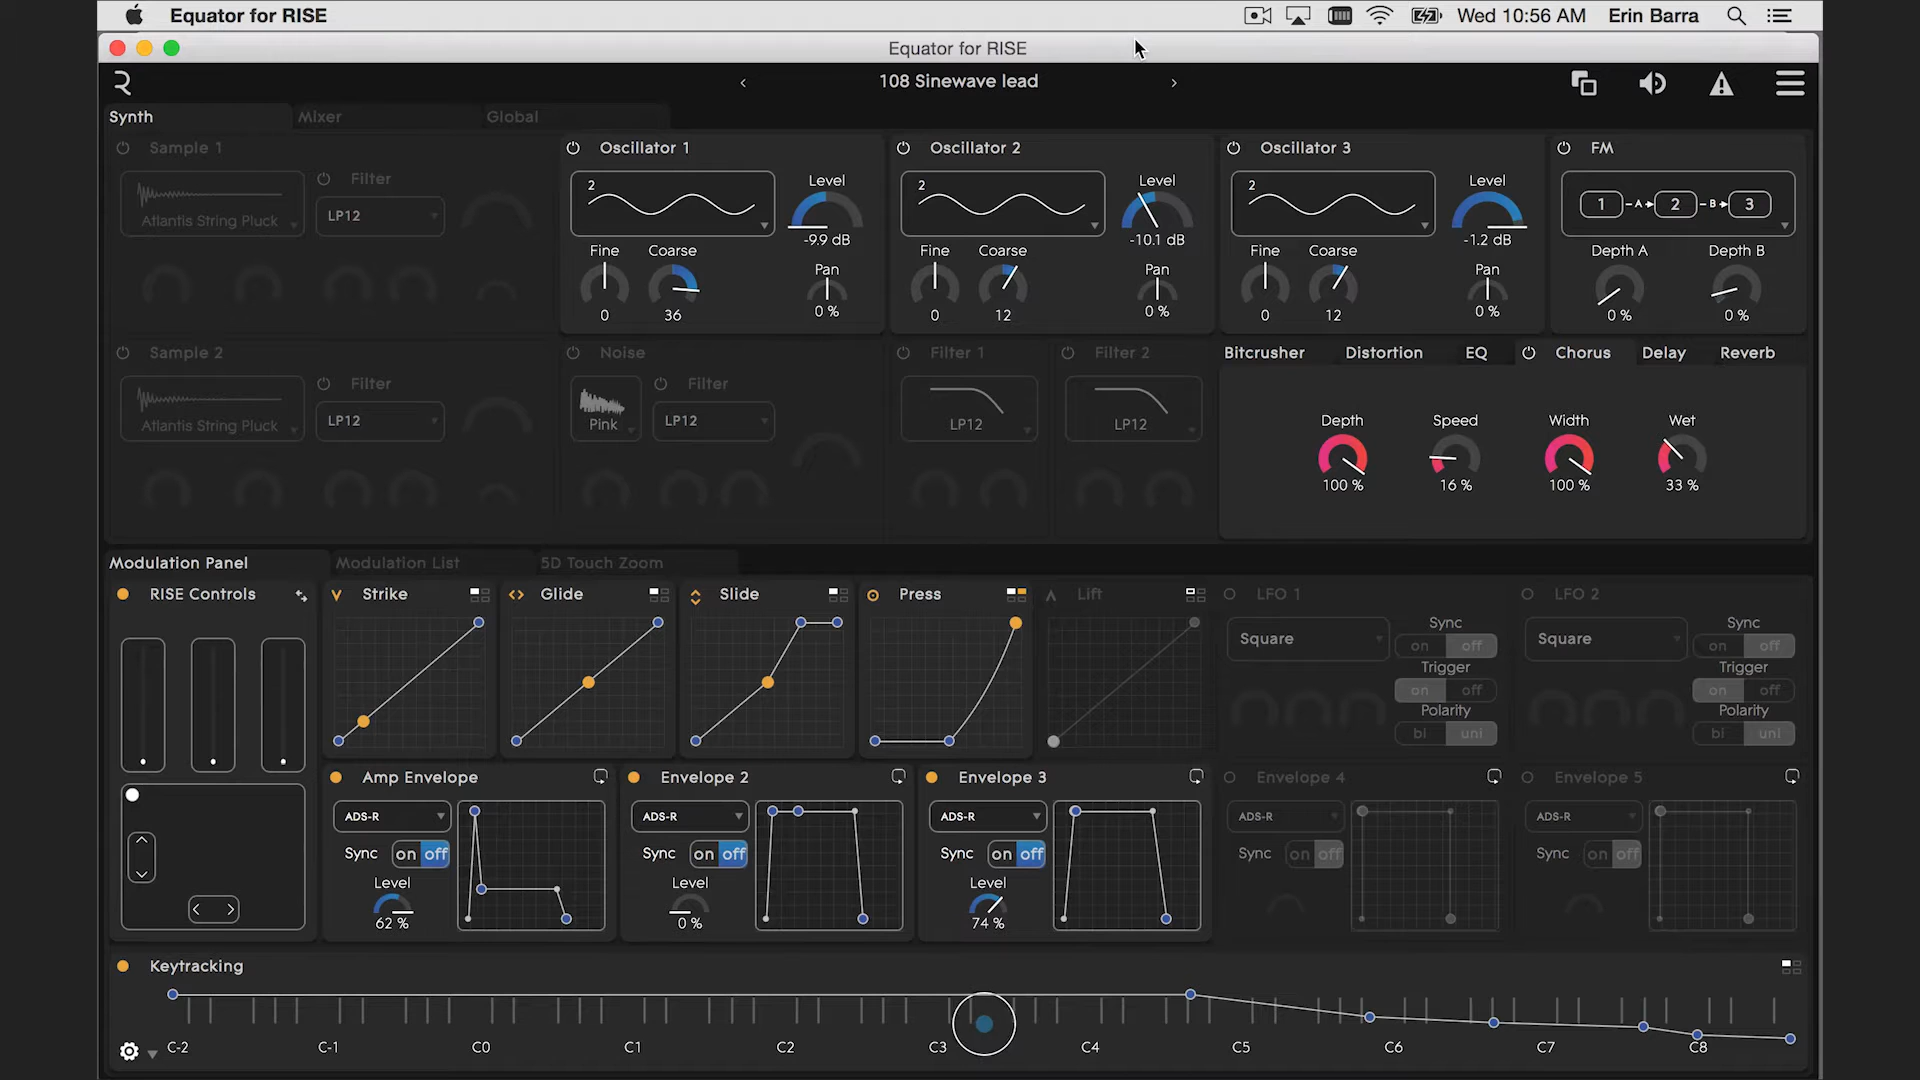 Equator for RISE
Wed 10:56 AM Erin Barra
Equator for RISE
108 Sinewave lead
Synth Mixer Global
Sample 1
Filter
Atlantis String Pluck
LP12
Oscillator 1
2
Level
-9.9 dB
Fine Coarse Pan
0 36 0 %
Oscillator 2
2
Level
-10.1 dB
Fine Coarse Pan
0 12 0 %
Oscillator 3
2
Level
-1.2 dB
Fine Coarse Pan
0 12 0 %
FM
1 -A 2 -B 3
Depth A Depth B
0 % 0 %
Sample 2
Filter
Atlantis String Pluck
LP12
Noise
Filter
Pink
LP12
Filter 1
LP12
Filter 2
LP12
Bitcrusher Distortion EQ Chorus Delay Reverb
Depth Speed Width Wet
100 % 16 % 100 % 33 %
Modulation Panel Modulation List 5D Touch Zoom
RISE Controls
Strike Glide Slide Press Lift
LFO 1
Square
Sync
on off
Trigger
on off
Polarity
bi uni
LFO 2
Square
Sync
on off
Trigger
on off
Polarity
bi uni
Amp Envelope
ADS-R
Sync on off
Level
62 %
Envelope 2
ADS-R
Sync on off
Level
0 %
Envelope 3
ADS-R
Sync on off
Level
74 %
Envelope 4
ADS-R
Sync on off
Envelope 5
ADS-R
Sync on off
Keytracking
C-2 C-1 C0 C1 C2 C3 C4 C5 C6 C7 C8